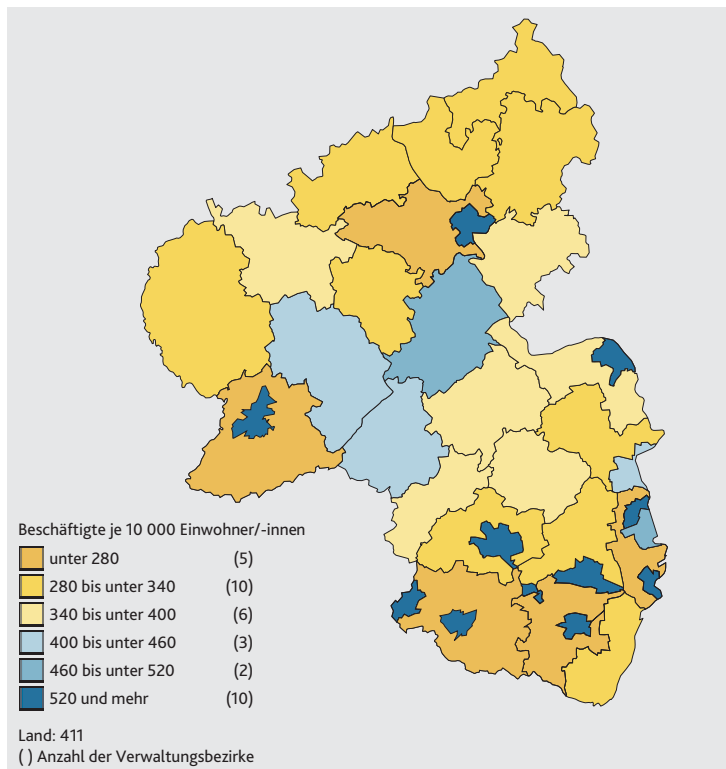 Beschäftigte je 10 000 Einwohner/-innen
unter 280 (5)
280 bis unter 340 (10)
340 bis unter 400 (6)
400 bis unter 460 (3)
460 bis unter 520 (2)
520 und mehr (10)
Land: 411
( ) Anzahl der Verwaltungsbezirke